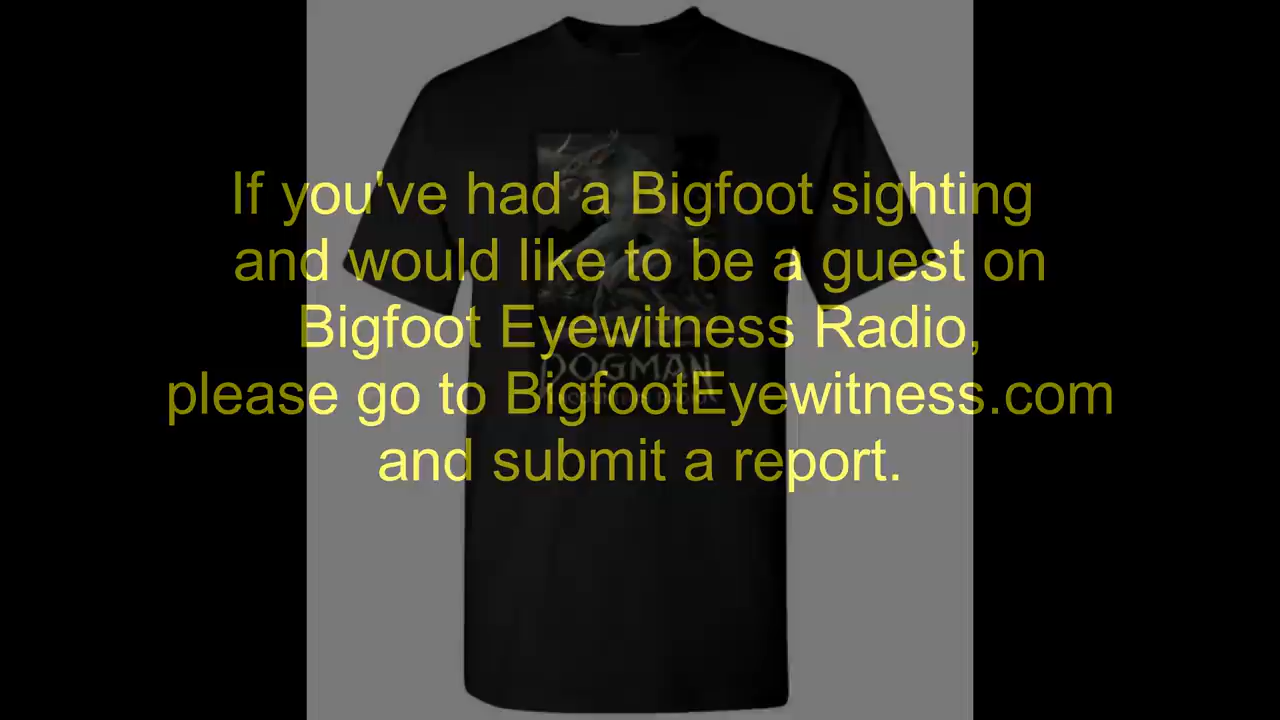 If you've had a Bigfoot sighting
and would like to be a guest on
Bigfoot Eyewitness Radio,
DOGMAN
please go to BigfootEyewitness.com
and submit a report.